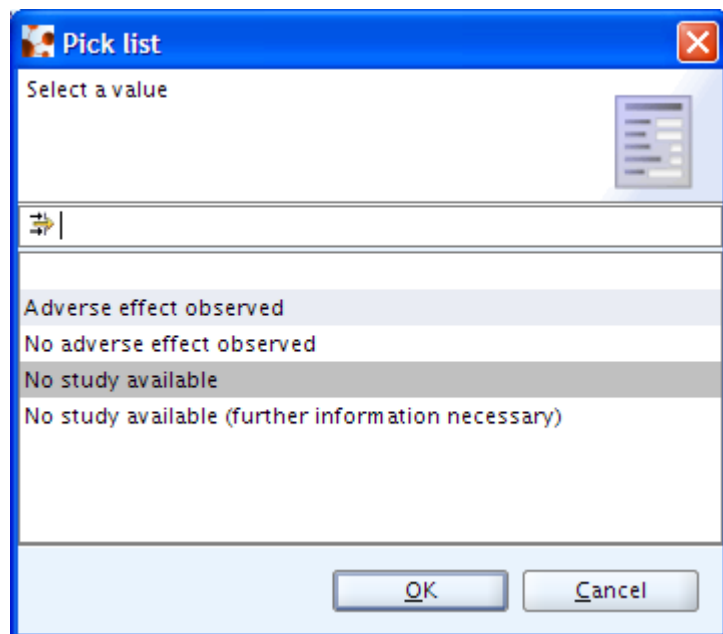 Pick list
Select a value
Adverse effect observed
No adverse effect observed
No study available
No study available (further information necessary)
OK
Cancel